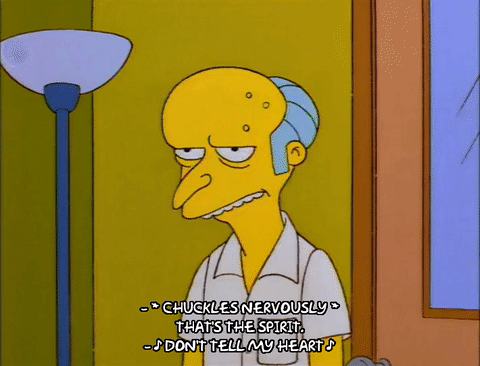 - * CHUCKLES NERVOUSLY *
THAT'S THE SPIRIT.
- ♪ DON'T TELL MY HEART ♪